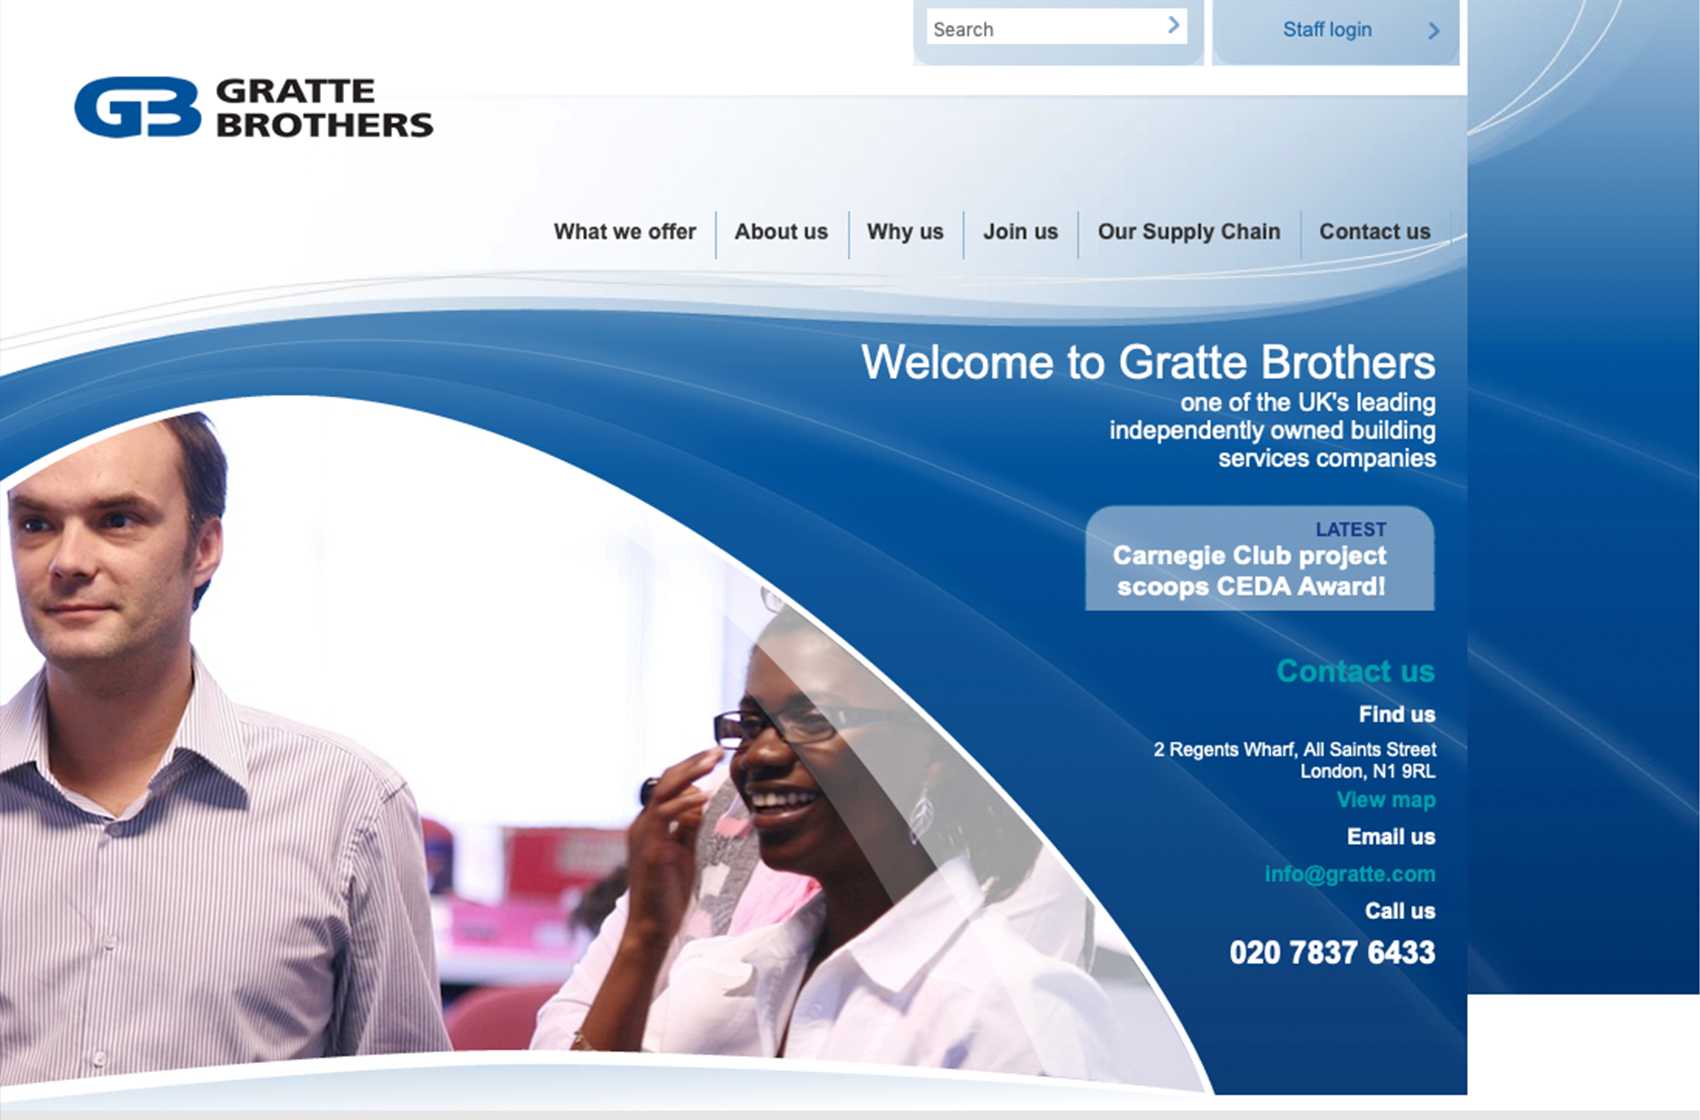 Search
Staff login
GB
GRATTE
BROTHERS
What we offer
About us
Why us
Join us
Our Supply Chain
Contact us
Welcome to Gratte Brothers
one of the UK's leading
independently owned building
services companies
LATEST
Carnegie Club project
scoops CEDA Award!
Contact us
Find us
2 Regents Wharf, All Saints Street
London, N1 9RL
View map
Email us
info@gratte.com
Call us
020 7837 6433